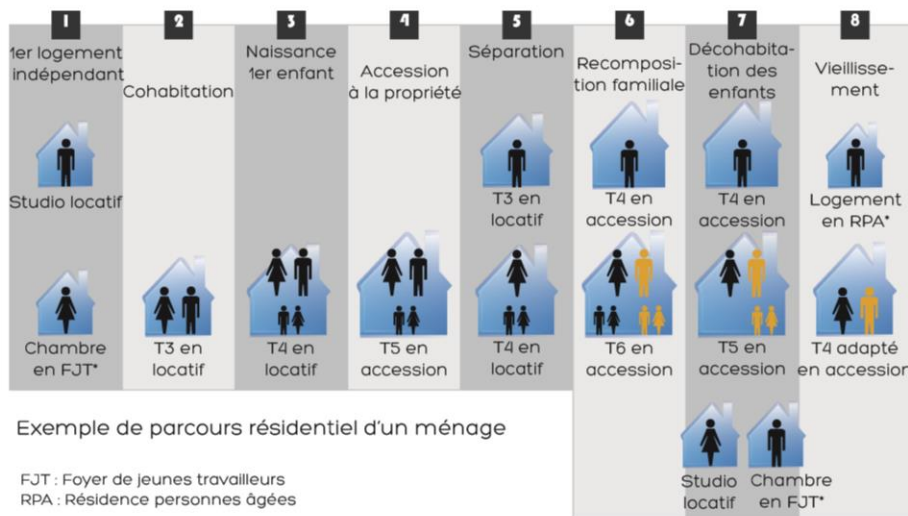 1
1er logement
indépendant
Studio locatif
Chambre
en FJT*
2
Cohabitation
T3 en
locatif
3
Naissance
1er enfant
T4 en
locatif
4
Accession
à la propriété
T5 en
accession
5
Séparation
T3 en
locatif
T4 en
locatif
6
Recomposi-
tion familiale
T4 en
accession
T6 en
accession
7
Décohabita-
tion des
enfants
T4 en
accession
T5 en
accession
Studio
locatif
Chambre
en FJT*
8
Vieillisse-
ment
Logement
en RPA*
T4 adapté
en accession
Exemple de parcours résidentiel d'un ménage
FJT : Foyer de jeunes travailleurs
RPA : Résidence personnes âgées